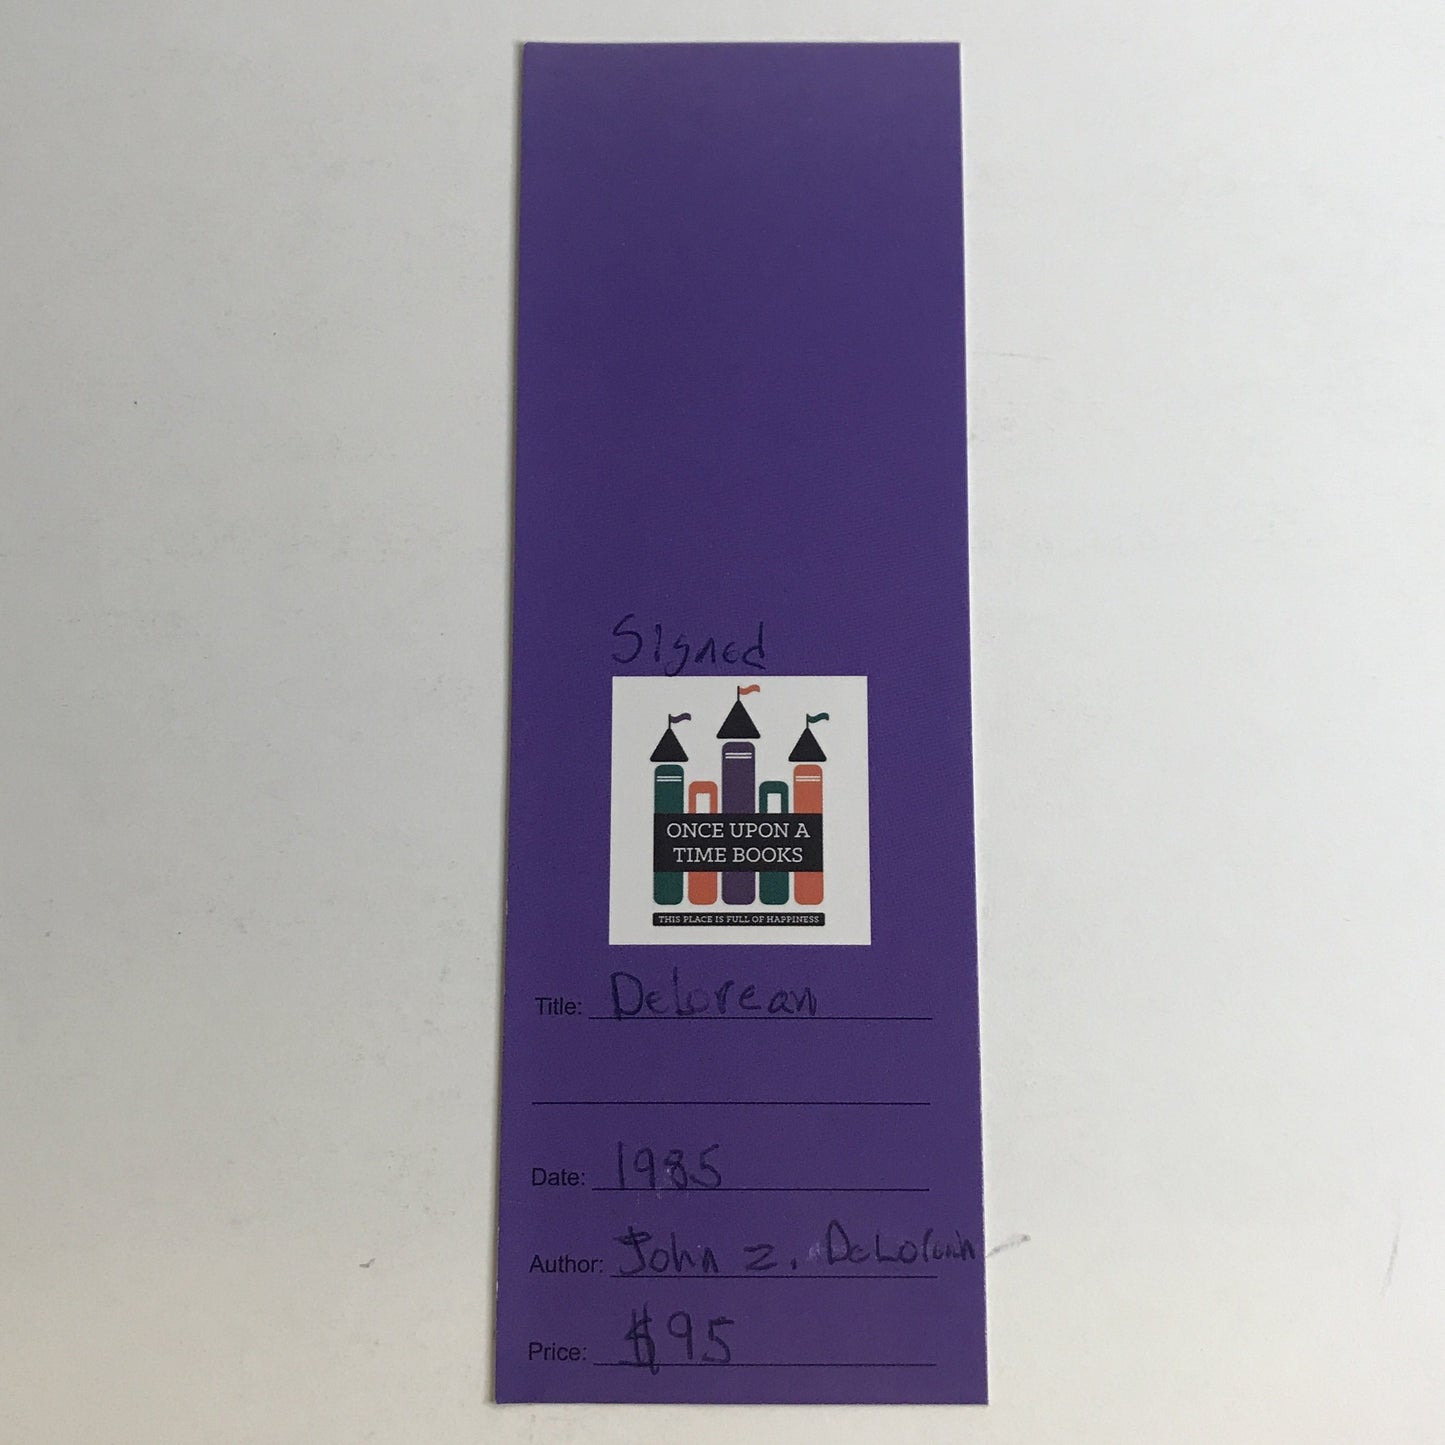 Signed
ONCE UPON A
TIME BOOKS
THIS PLACE IS FULL OF HAPPINESS
Title: DeLorean
Date: 1985
Author: John Z. DeLorean
Price: $95